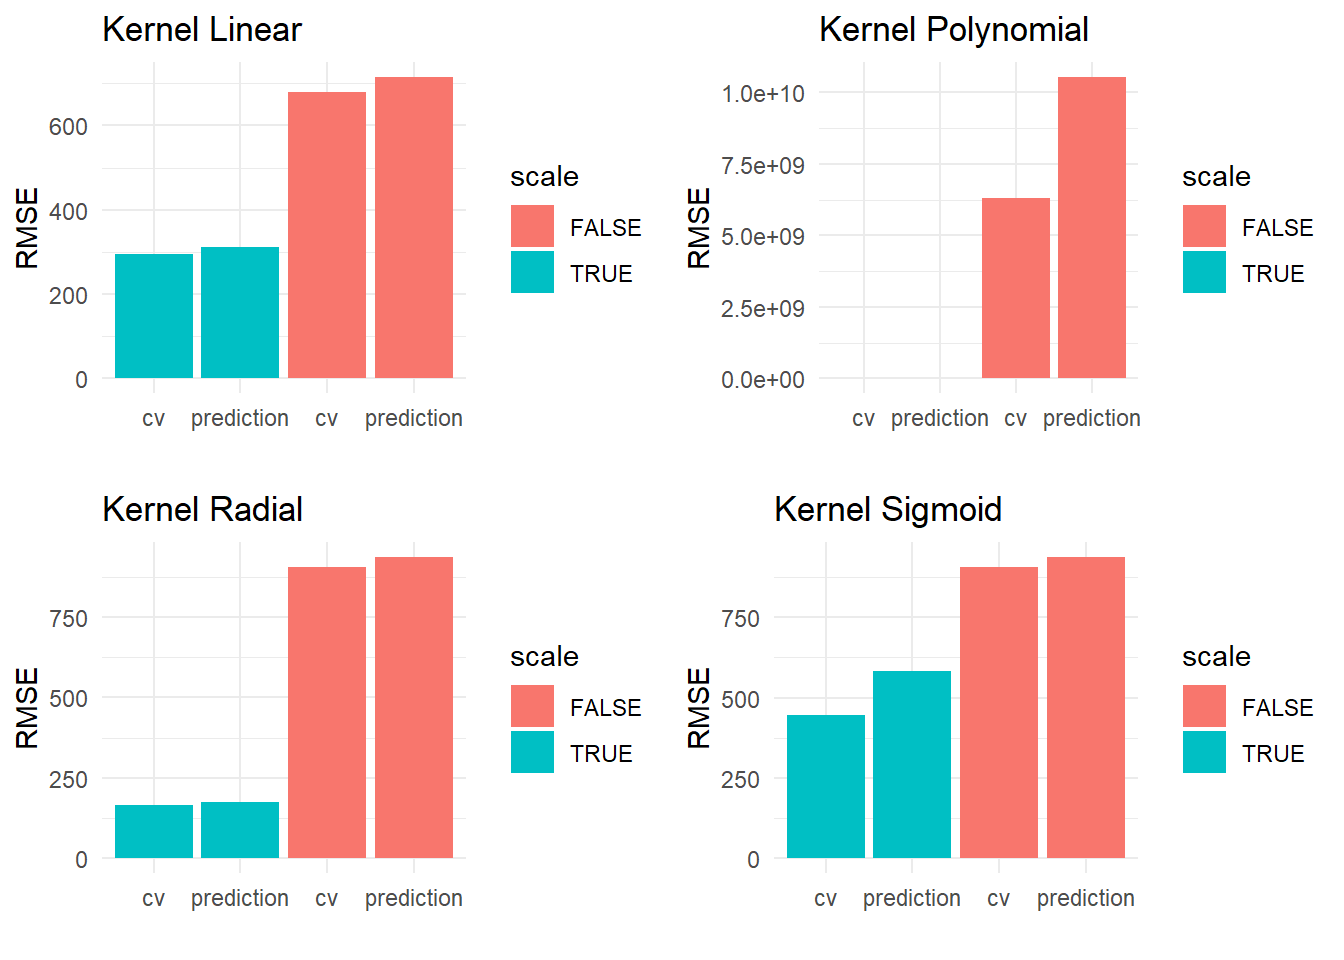 Kernel Linear
RMSE
600
400
200
0
cv prediction cv prediction
scale
FALSE
TRUE
Kernel Polynomial
RMSE
1.0e+10
7.5e+09
5.0e+09
2.5e+09
0.0e+00
cv prediction cv prediction
scale
FALSE
TRUE
Kernel Radial
RMSE
750
500
250
0
cv prediction cv prediction
scale
FALSE
TRUE
Kernel Sigmoid
RMSE
750
500
250
0
cv prediction cv prediction
scale
FALSE
TRUE